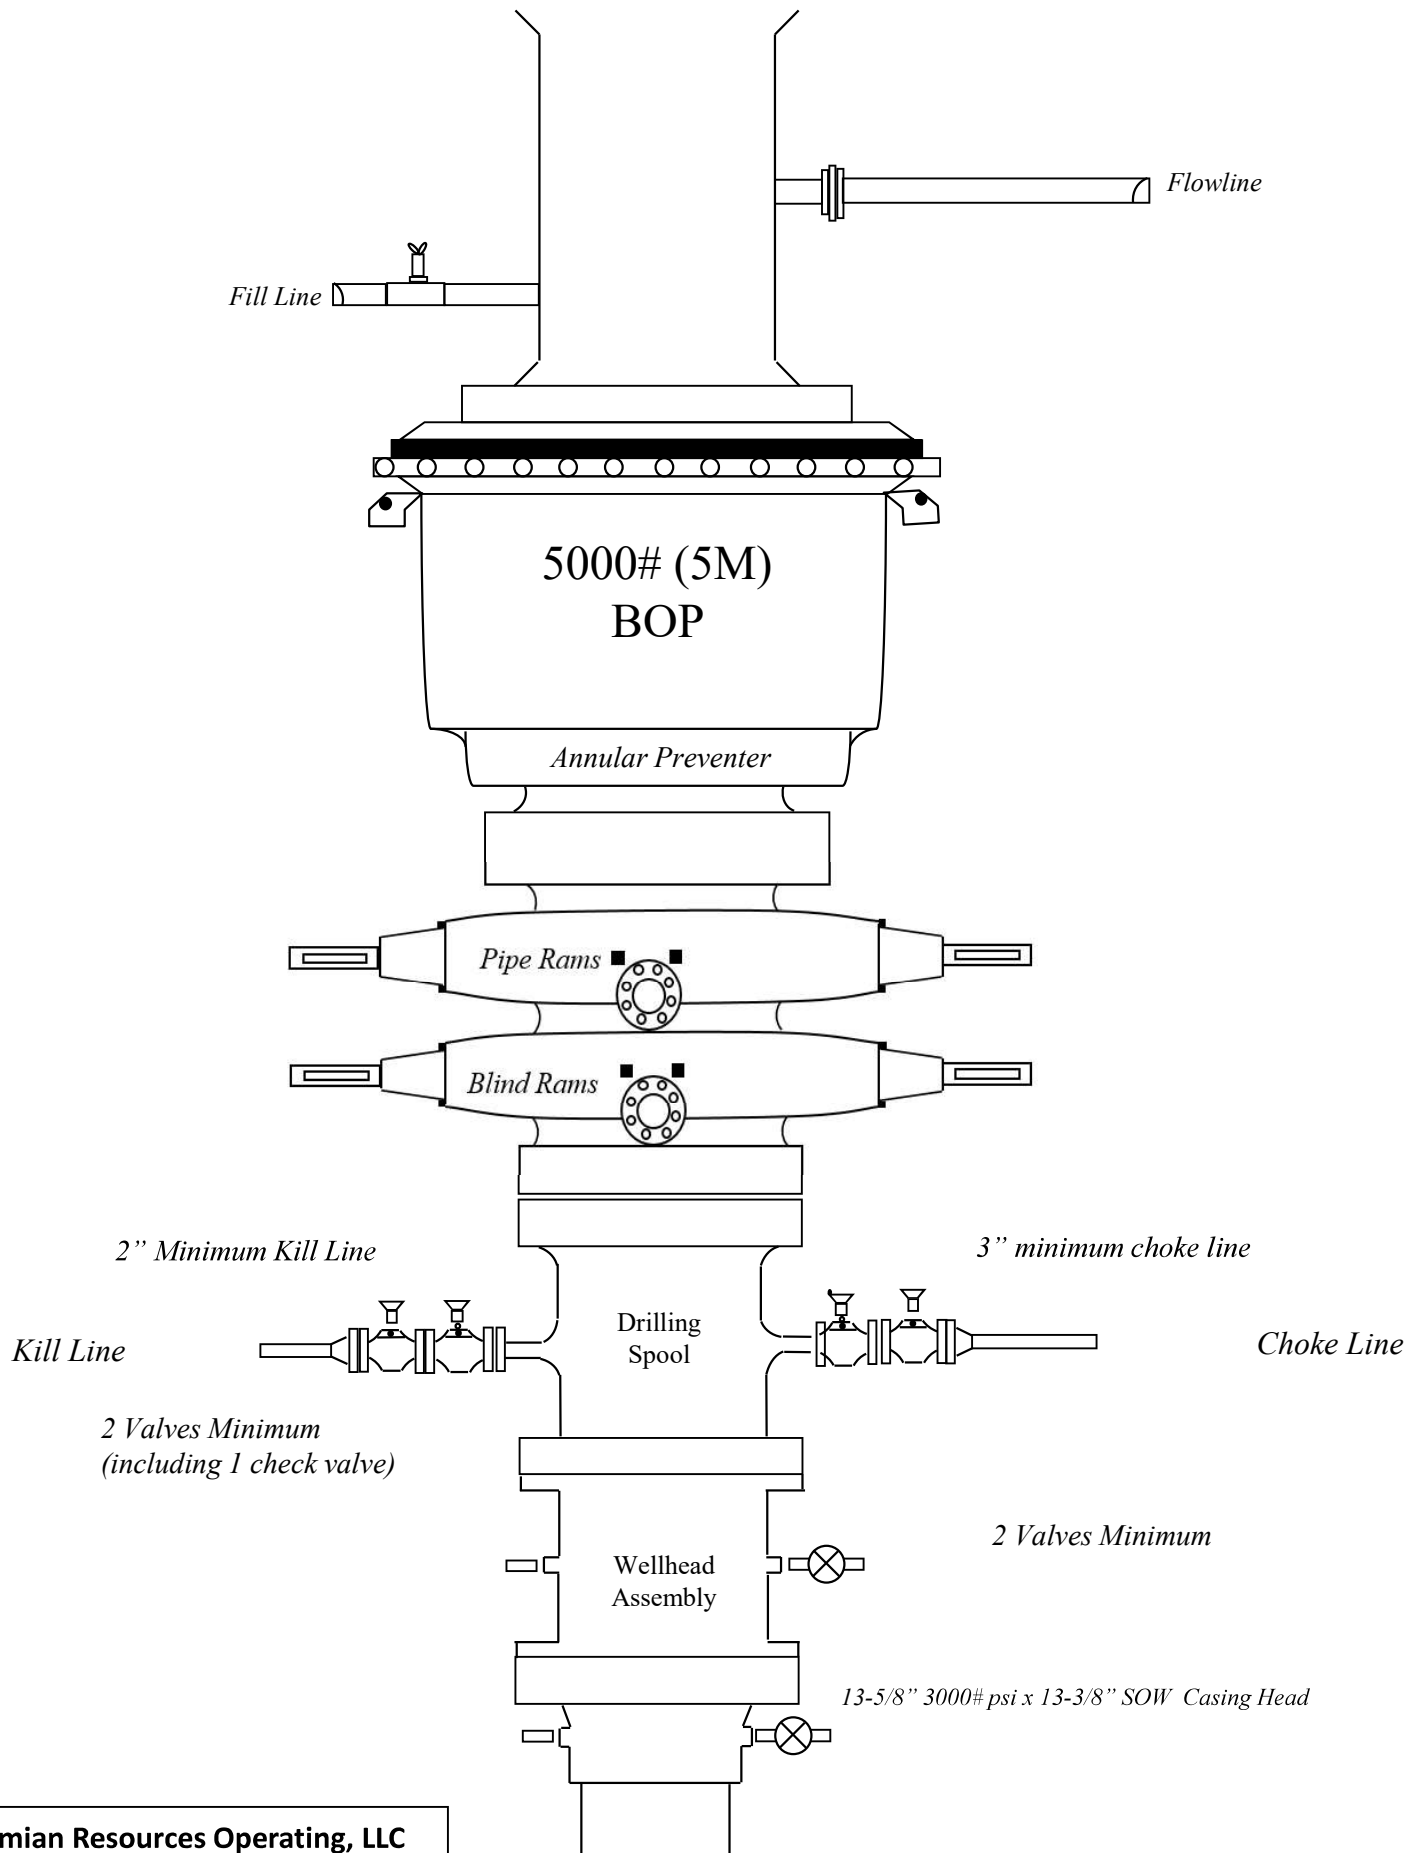 Flowline
Fill Line
5000# (5M)
BOP
Annular Preventer
Pipe Rams
Blind Rams
2” Minimum Kill Line
3” minimum choke line
Drilling
Spool
Kill Line
Choke Line
2 Valves Minimum
(including 1 check valve)
2 Valves Minimum
Wellhead
Assembly
13-5/8” 3000# psi x 13-3/8” SOW Casing Head
Resources Operating, LLC